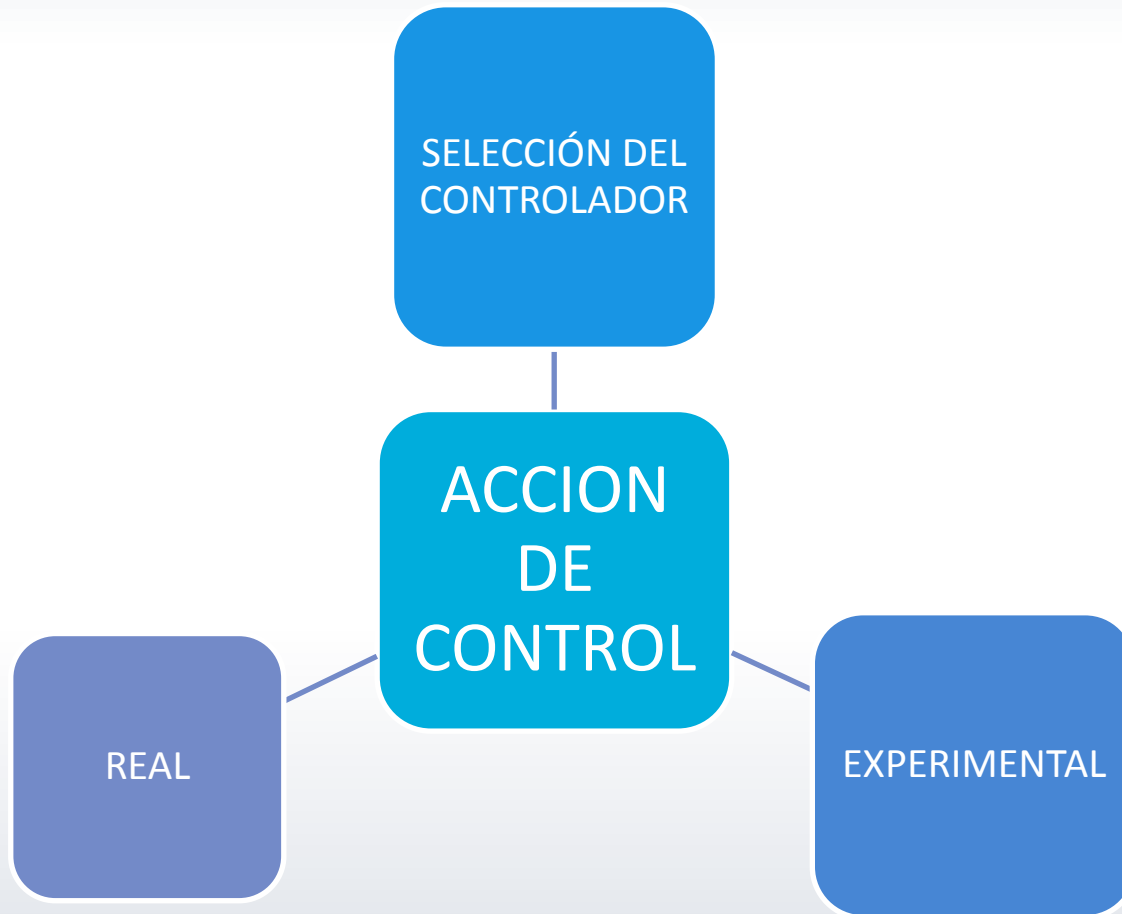 SELECCIÓN DEL
CONTROLADOR
ACCION
DE
CONTROL
REAL
EXPERIMENTAL